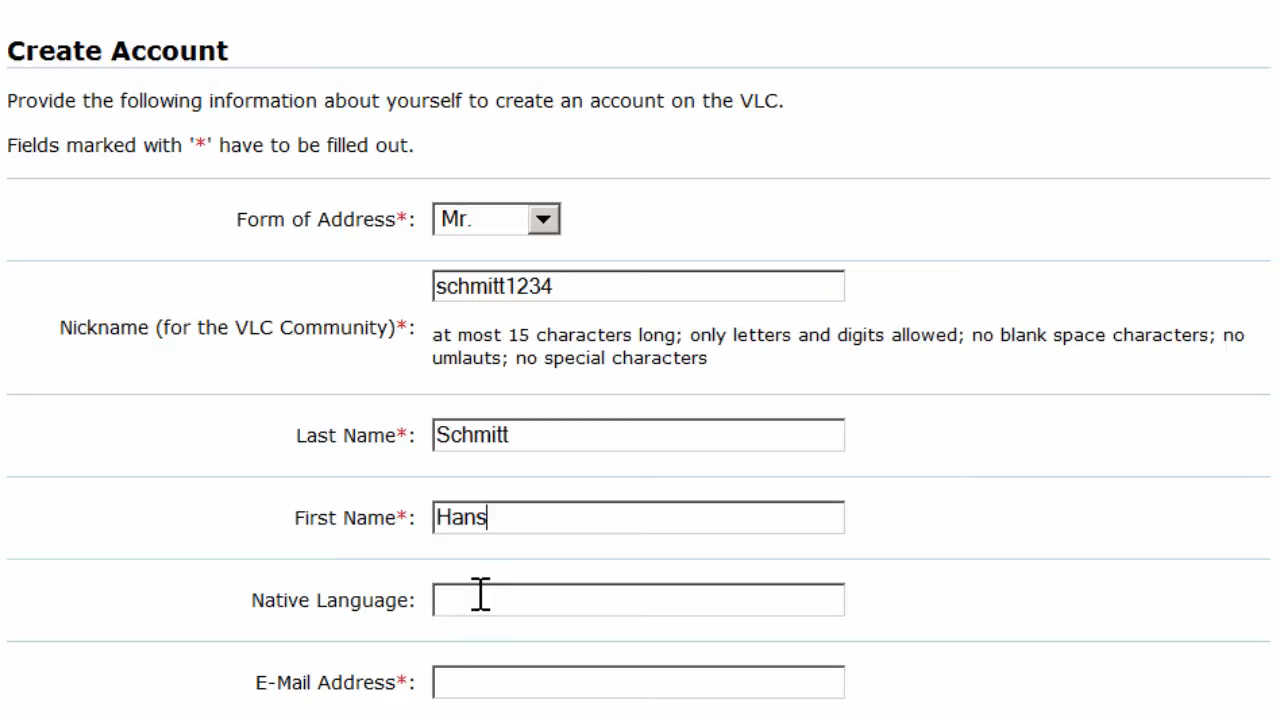 Create Account
Provide the following information about yourself to create an account on the VLC.
Fields marked with '*' have to be filled out.
Form of Address*: Mr.
schmitt1234
Nickname (for the VLC Community)*:
at most 15 characters long; only letters and digits allowed; no blank space characters; no
umlauts; no special characters
Last Name*: Schmitt
First Name*: Hans
Native Language:
E-Mail Address*: